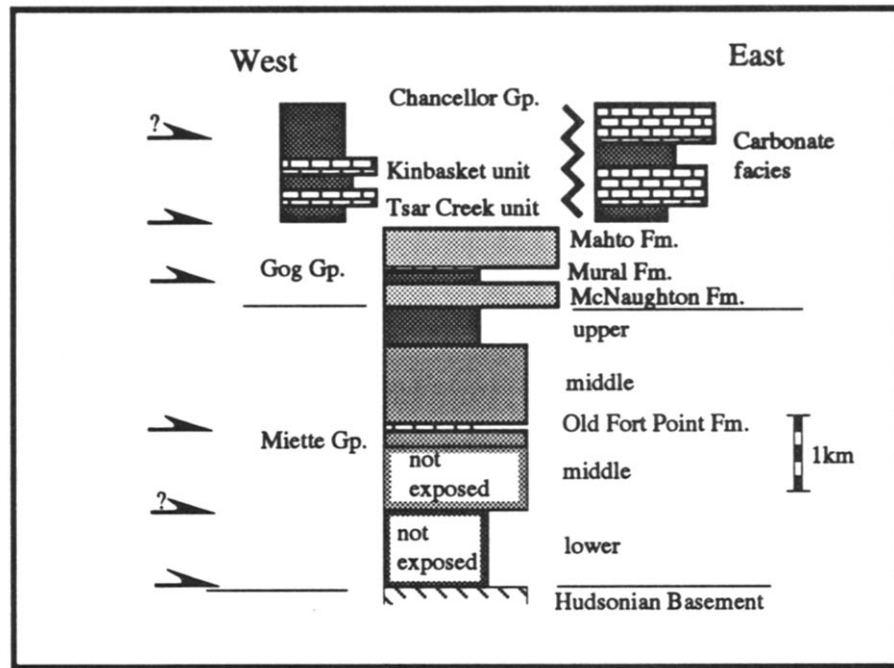 West
East
Chancellor Gp.
?
Kinbasket unit
Carbonate
facies
Tsar Creek unit
Mahto Fm.
Gog Gp.
Mural Fm.
McNaughton Fm.
upper
middle
Old Fort Point Fm.
Miette Gp.
1km
not
exposed
middle
?
not
exposed
lower
Hudsonian Basement